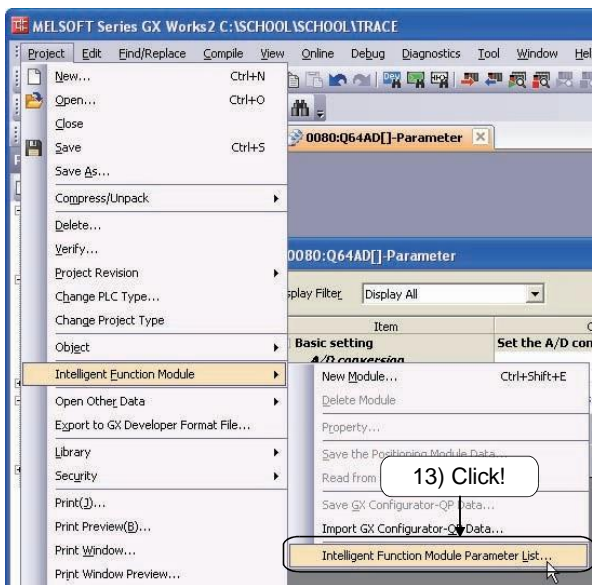 MELSOFT Series GX Works2 C:\SCHOOL\SCHOOL\TRACE
Project Edit Find/Replace Compile View Online Debug Diagnostics Tool Window Hel
New... Ctrl+N
Open... Ctrl+O
Close
Save Ctrl+S
Save As...
Compress/Unpack
Delete...
Verify...
Project Revision
Change PLC Type...
Change Project Type
Object
Intelligent Function Module
Open Other Data
Export to GX Developer Format File...
Library
Security
Print(J)...
Print Preview(B)...
Print Window...
Print Window Preview...
0080:Q64AD[]-Parameter
0080:Q64AD[]-Parameter
splay Filter Display All
Item
Basic setting Set the A/D con
A/D conversion
New Module... Ctrl+Shift+E
Delete Module
Property...
Save the Positioning Module Data...
Read from
13) Click!
Save GX Configurator-QP Data...
Import GX Configurator-QP Data...
Intelligent Function Module Parameter List...